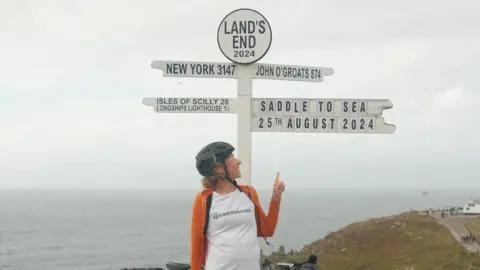 LAND'S
END
2024
NEW YORK 3147
JOHN O'GROATS 874
ISLES OF SCILLY 28
LONGSHIPS LIGHTHOUSE 1½
SADDLE TO SEA
25TH AUGUST 2024